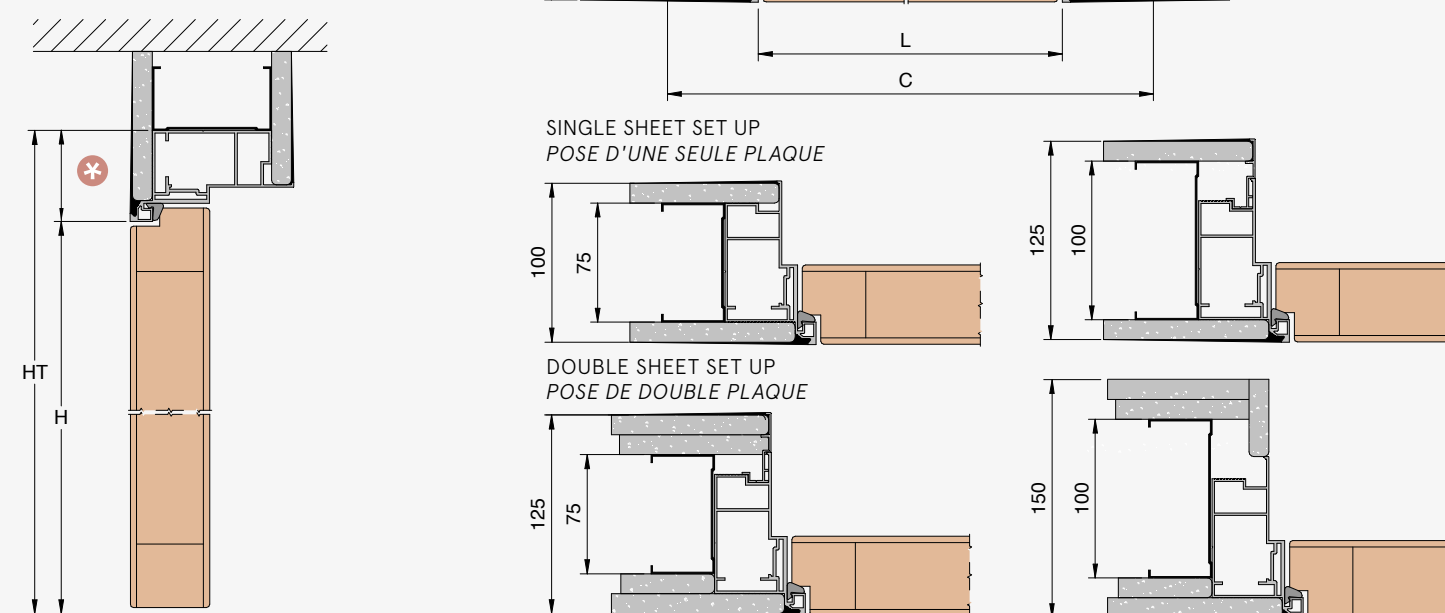 L
C
SINGLE SHEET SET UP
POSE D'UNE SEULE PLAQUE
100
75
125
100
HT
H
DOUBLE SHEET SET UP
POSE DE DOUBLE PLAQUE
125
75
150
100